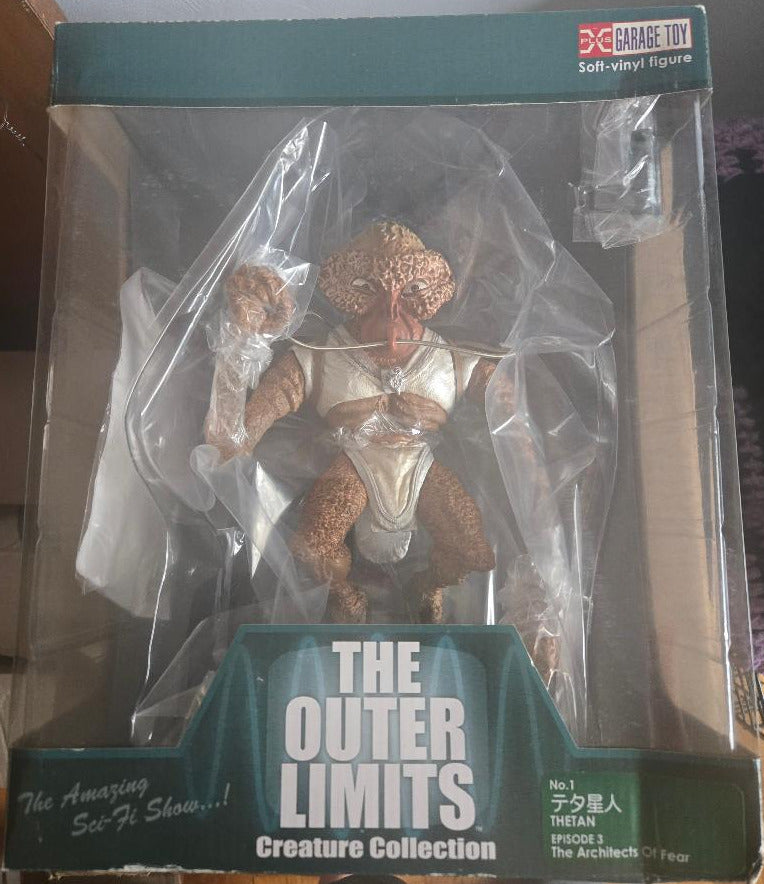 X PLUS GARAGE TOY
Soft-vinyl figure
THE
OUTER
LIMITS™
Creature Collection
The Amazing
Sci-Fi Show...!
No.1
テタ星人
THETAN
EPISODE 3
The Architects Of Fear